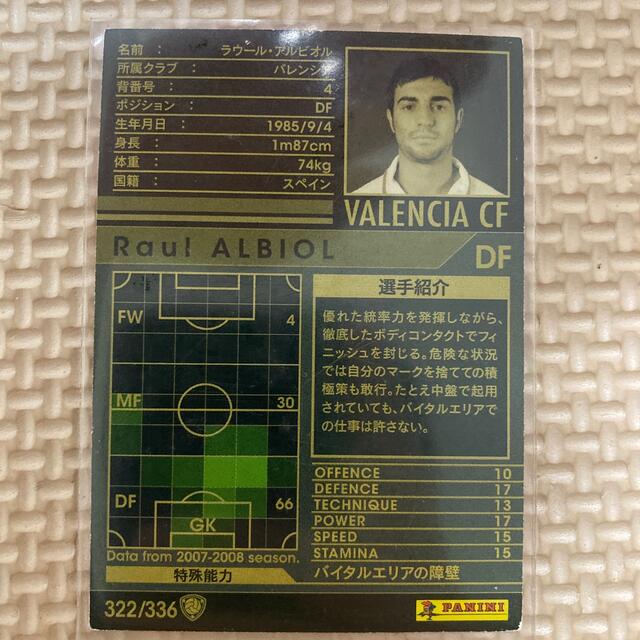 名前 : ラウール・アルビオル
所属クラブ : バレンシア
背番号 : 4
ポジション : DF
生年月日 : 1985/9/4
身長 : 1m87cm
体重 : 74kg
国籍 : スペイン
VALENCIA CF
Raul ALBIOL
DF
FW 4
MF 30
DF 66
GK
Data from 2007-2008 season.
特殊能力
選手紹介
優れた統率力を発揮しながら、
徹底したボディコンタクトでフィ
ニッシュを封じる。危険な状況
では自分のマークを捨てての積
極策も敢行。たとえ中盤で起用
されていても、バイタルエリアで
の仕事は許さない。
OFFENCE 10
DEFENCE 17
TECHNIQUE 13
POWER 17
SPEED 15
STAMINA 15
バイタルエリアの障壁
322/336
PANINI